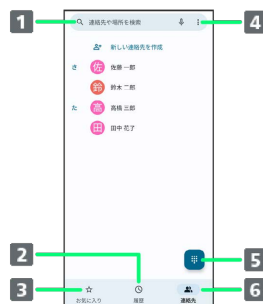 1
連絡先や場所を検索
4
新しい連絡先を作成
さ
佐
佐藤 一郎
鈴
鈴木 二郎
た
高
髙橋 三郎
田
田中 花子
5
2
3
6
お気に入り
履歴
連絡先